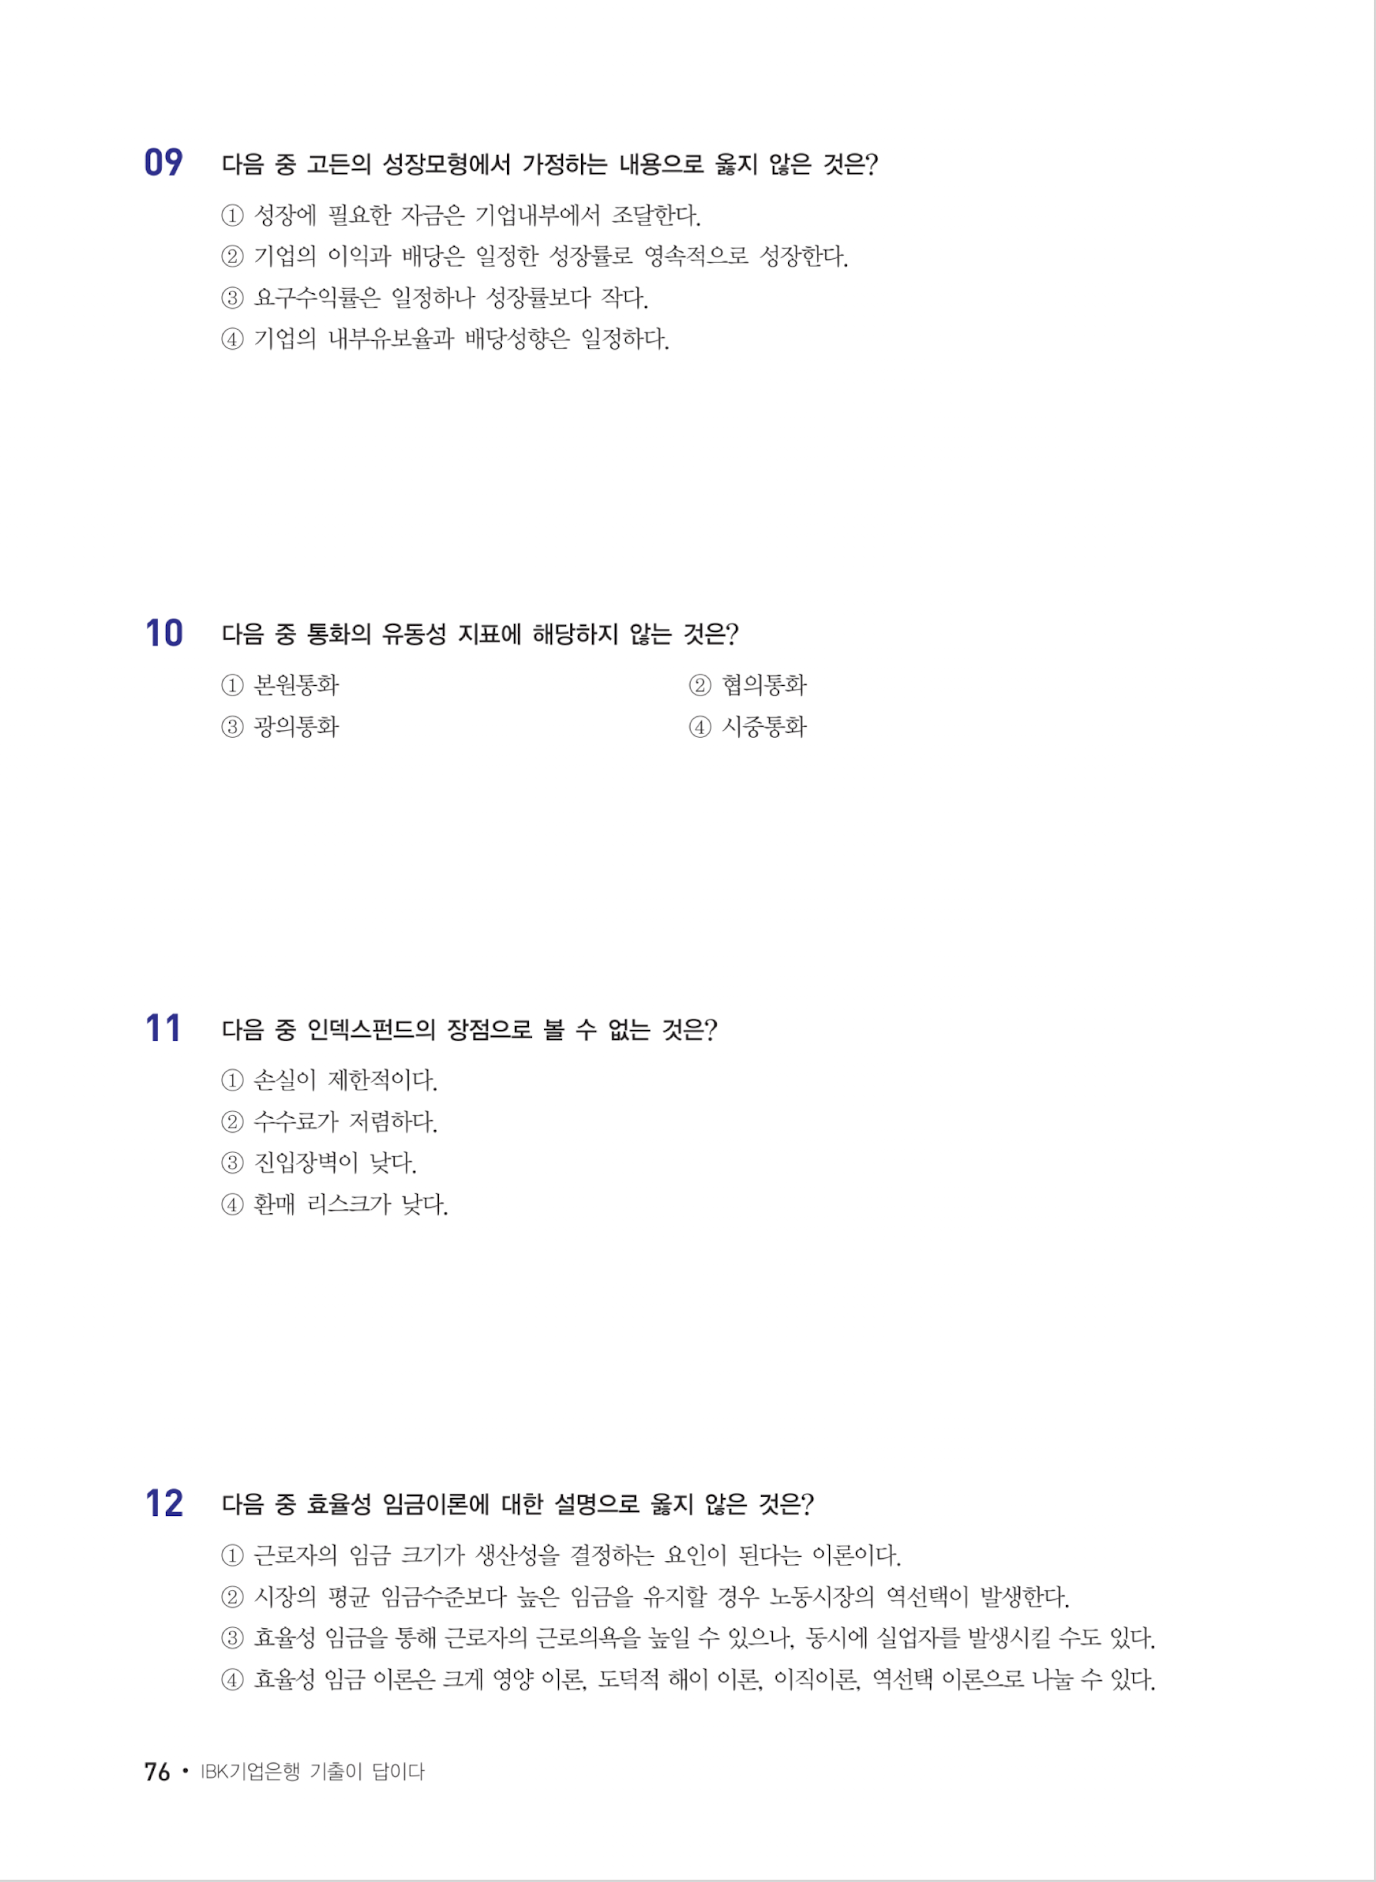 09 다음 중 고든의 성장모형에서 가정하는 내용으로 옳지 않은 것은?
① 성장에 필요한 자금은 기업내부에서 조달한다.
② 기업의 이익과 배당은 일정한 성장률로 영속적으로 성장한다.
③ 요구수익률은 일정하나 성장률보다 작다.
④ 기업의 내부유보율과 배당성향은 일정하다.
10 다음 중 통화의 유동성 지표에 해당하지 않는 것은?
① 본원통화 ② 협의통화
③ 광의통화 ④ 시중통화
11 다음 중 인덱스펀드의 장점으로 볼 수 없는 것은?
① 손실이 제한적이다.
② 수수료가 저렴하다.
③ 진입장벽이 낮다.
④ 환매 리스크가 낮다.
12 다음 중 효율성 임금이론에 대한 설명으로 옳지 않은 것은?
① 근로자의 임금 크기가 생산성을 결정하는 요인이 된다는 이론이다.
② 시장의 평균 임금수준보다 높은 임금을 유지할 경우 노동시장의 역선택이 발생한다.
③ 효율성 임금을 통해 근로자의 근로의욕을 높일 수 있으나, 동시에 실업자를 발생시킬 수도 있다.
④ 효율성 임금 이론은 크게 영양 이론, 도덕적 해이 이론, 이직이론, 역선택 이론으로 나눌 수 있다.
76 • IBK기업은행 기출이 답이다